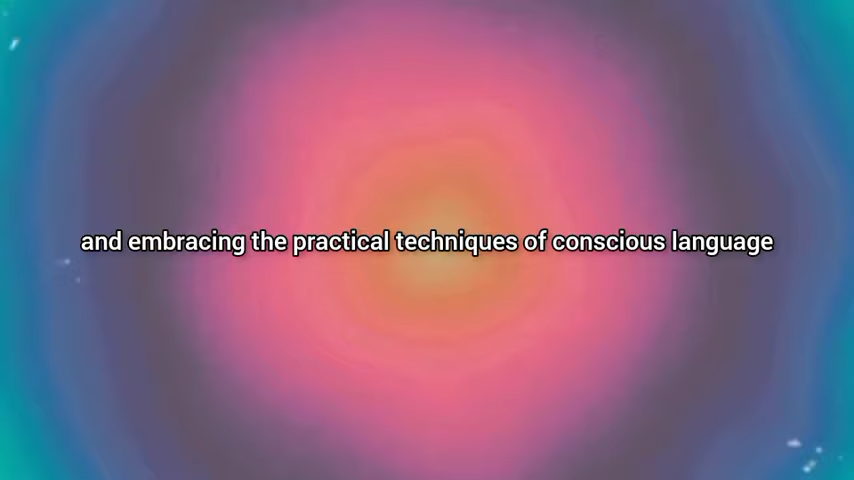 and embracing the practical techniques of conscious language